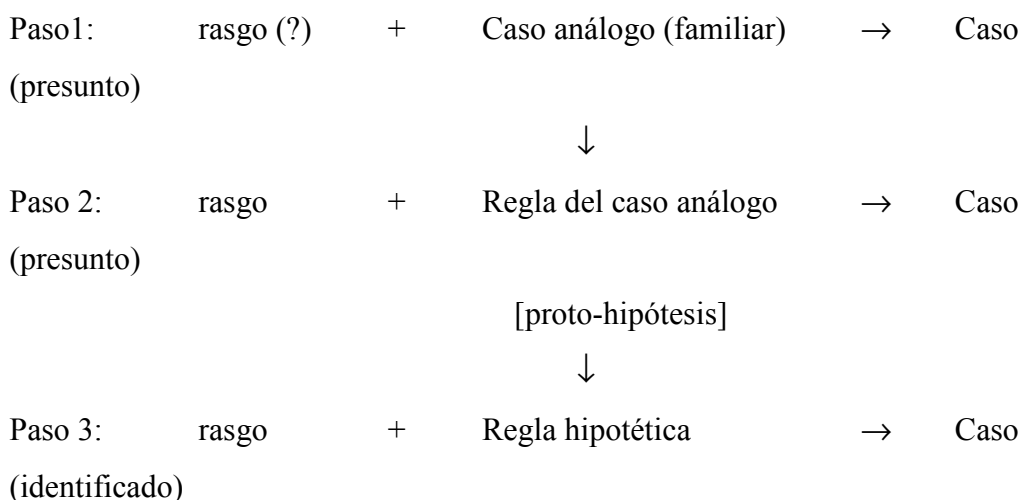 Paso1: rasgo (?) + Caso análogo (familiar) → Caso
(presunto)
↓
Paso 2: rasgo + Regla del caso análogo → Caso
(presunto)
[proto-hipótesis]
↓
Paso 3: rasgo + Regla hipotética → Caso
(identificado)